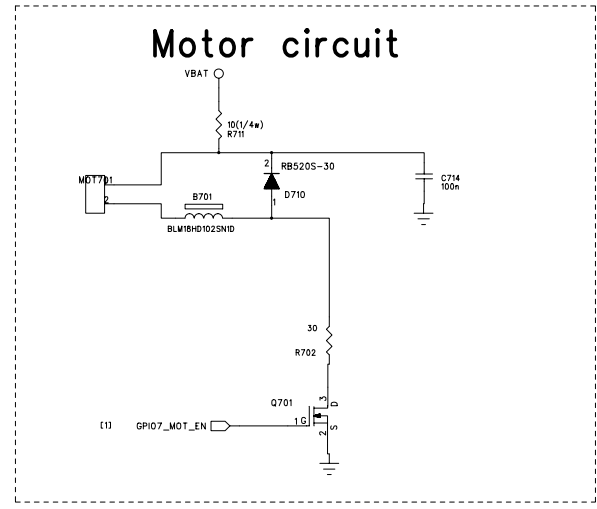 Motor circuit
VBAT
10(1/4w)
R711
MOT701
2
RB520S-30
C714
100n
B701
D710
1
2
BLM18HD102SN1D
30
R702
3
D
Q701
[1]
GPIO7_MOT_EN
1
G
S
2